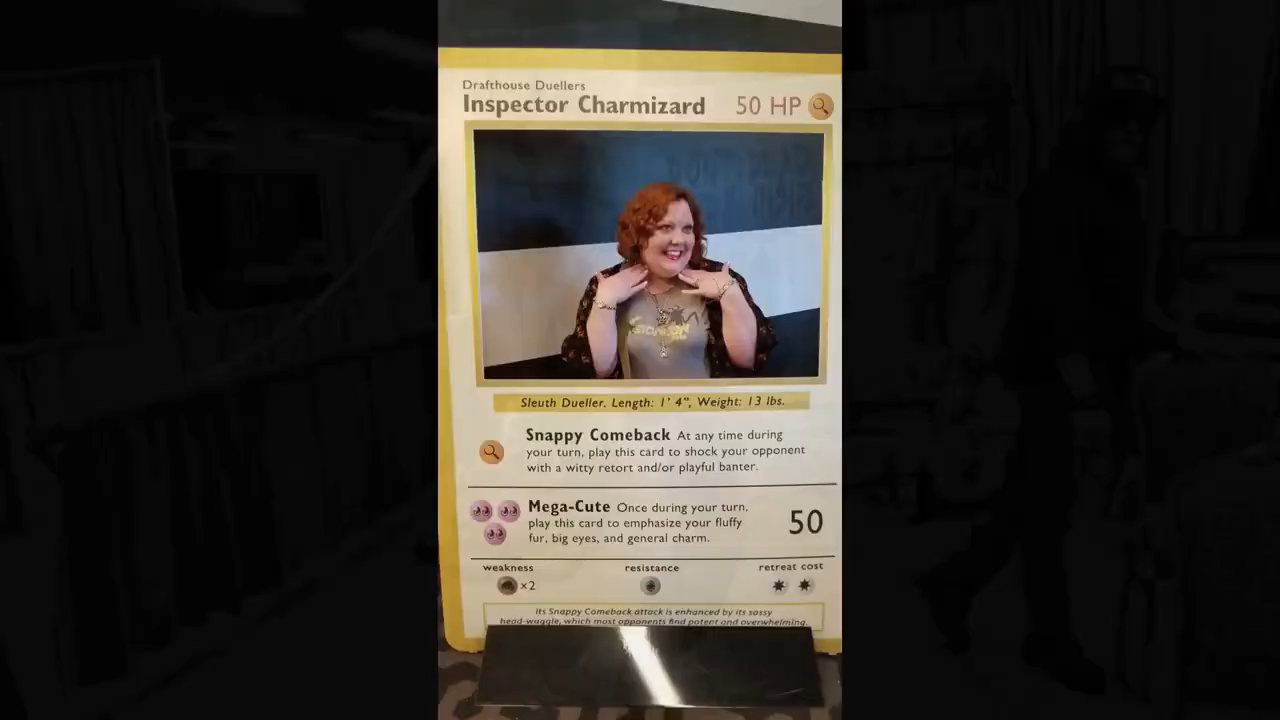 Drafthouse Duellers
Inspector Charmizard 50 HP
Sleuth Dueller. Length: 1' 4", Weight: 13 lbs.
Snappy Comeback At any time during
your turn, play this card to shock your opponent
with a witty retort and/or playful banter.
Mega-Cute Once during your turn,
play this card to emphasize your fluffy
fur, big eyes, and general charm.
50
weakness resistance retreat cost
×2
Its Snappy Comeback attack is enhanced by its sassy
head-waggle, which most opponents find potent and overwhelming.